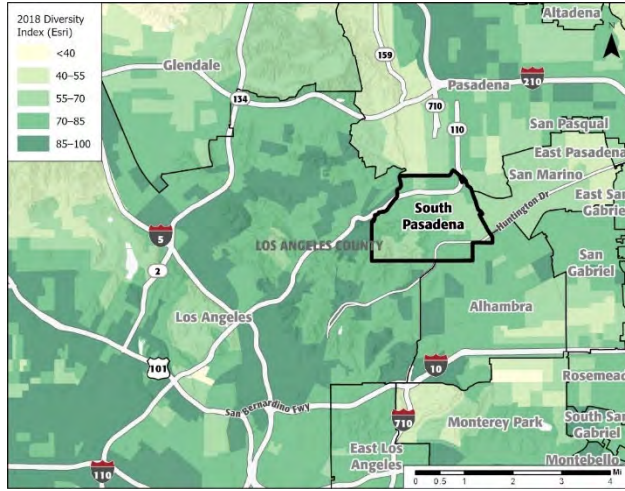 2018 Diversity
Index (Esri)
<40
40–55
55–70
70–85
85–100
Altadena
N
Glendale
159
134
710
Pasadena
210
110
San Pasqual
East Pasadena
San Marino
South
Pasadena
Huntington Dr
East San
Gabriel
5
LOS ANGELES COUNTY
2
San
Gabriel
Los Angeles
Alhambra
101
10
Rosemead
San Bernardino Fwy
710
Monterey Park
South San
Gabriel
East Los
Angeles
Montebello
110
0 0.5 1 2 3 4 Mi